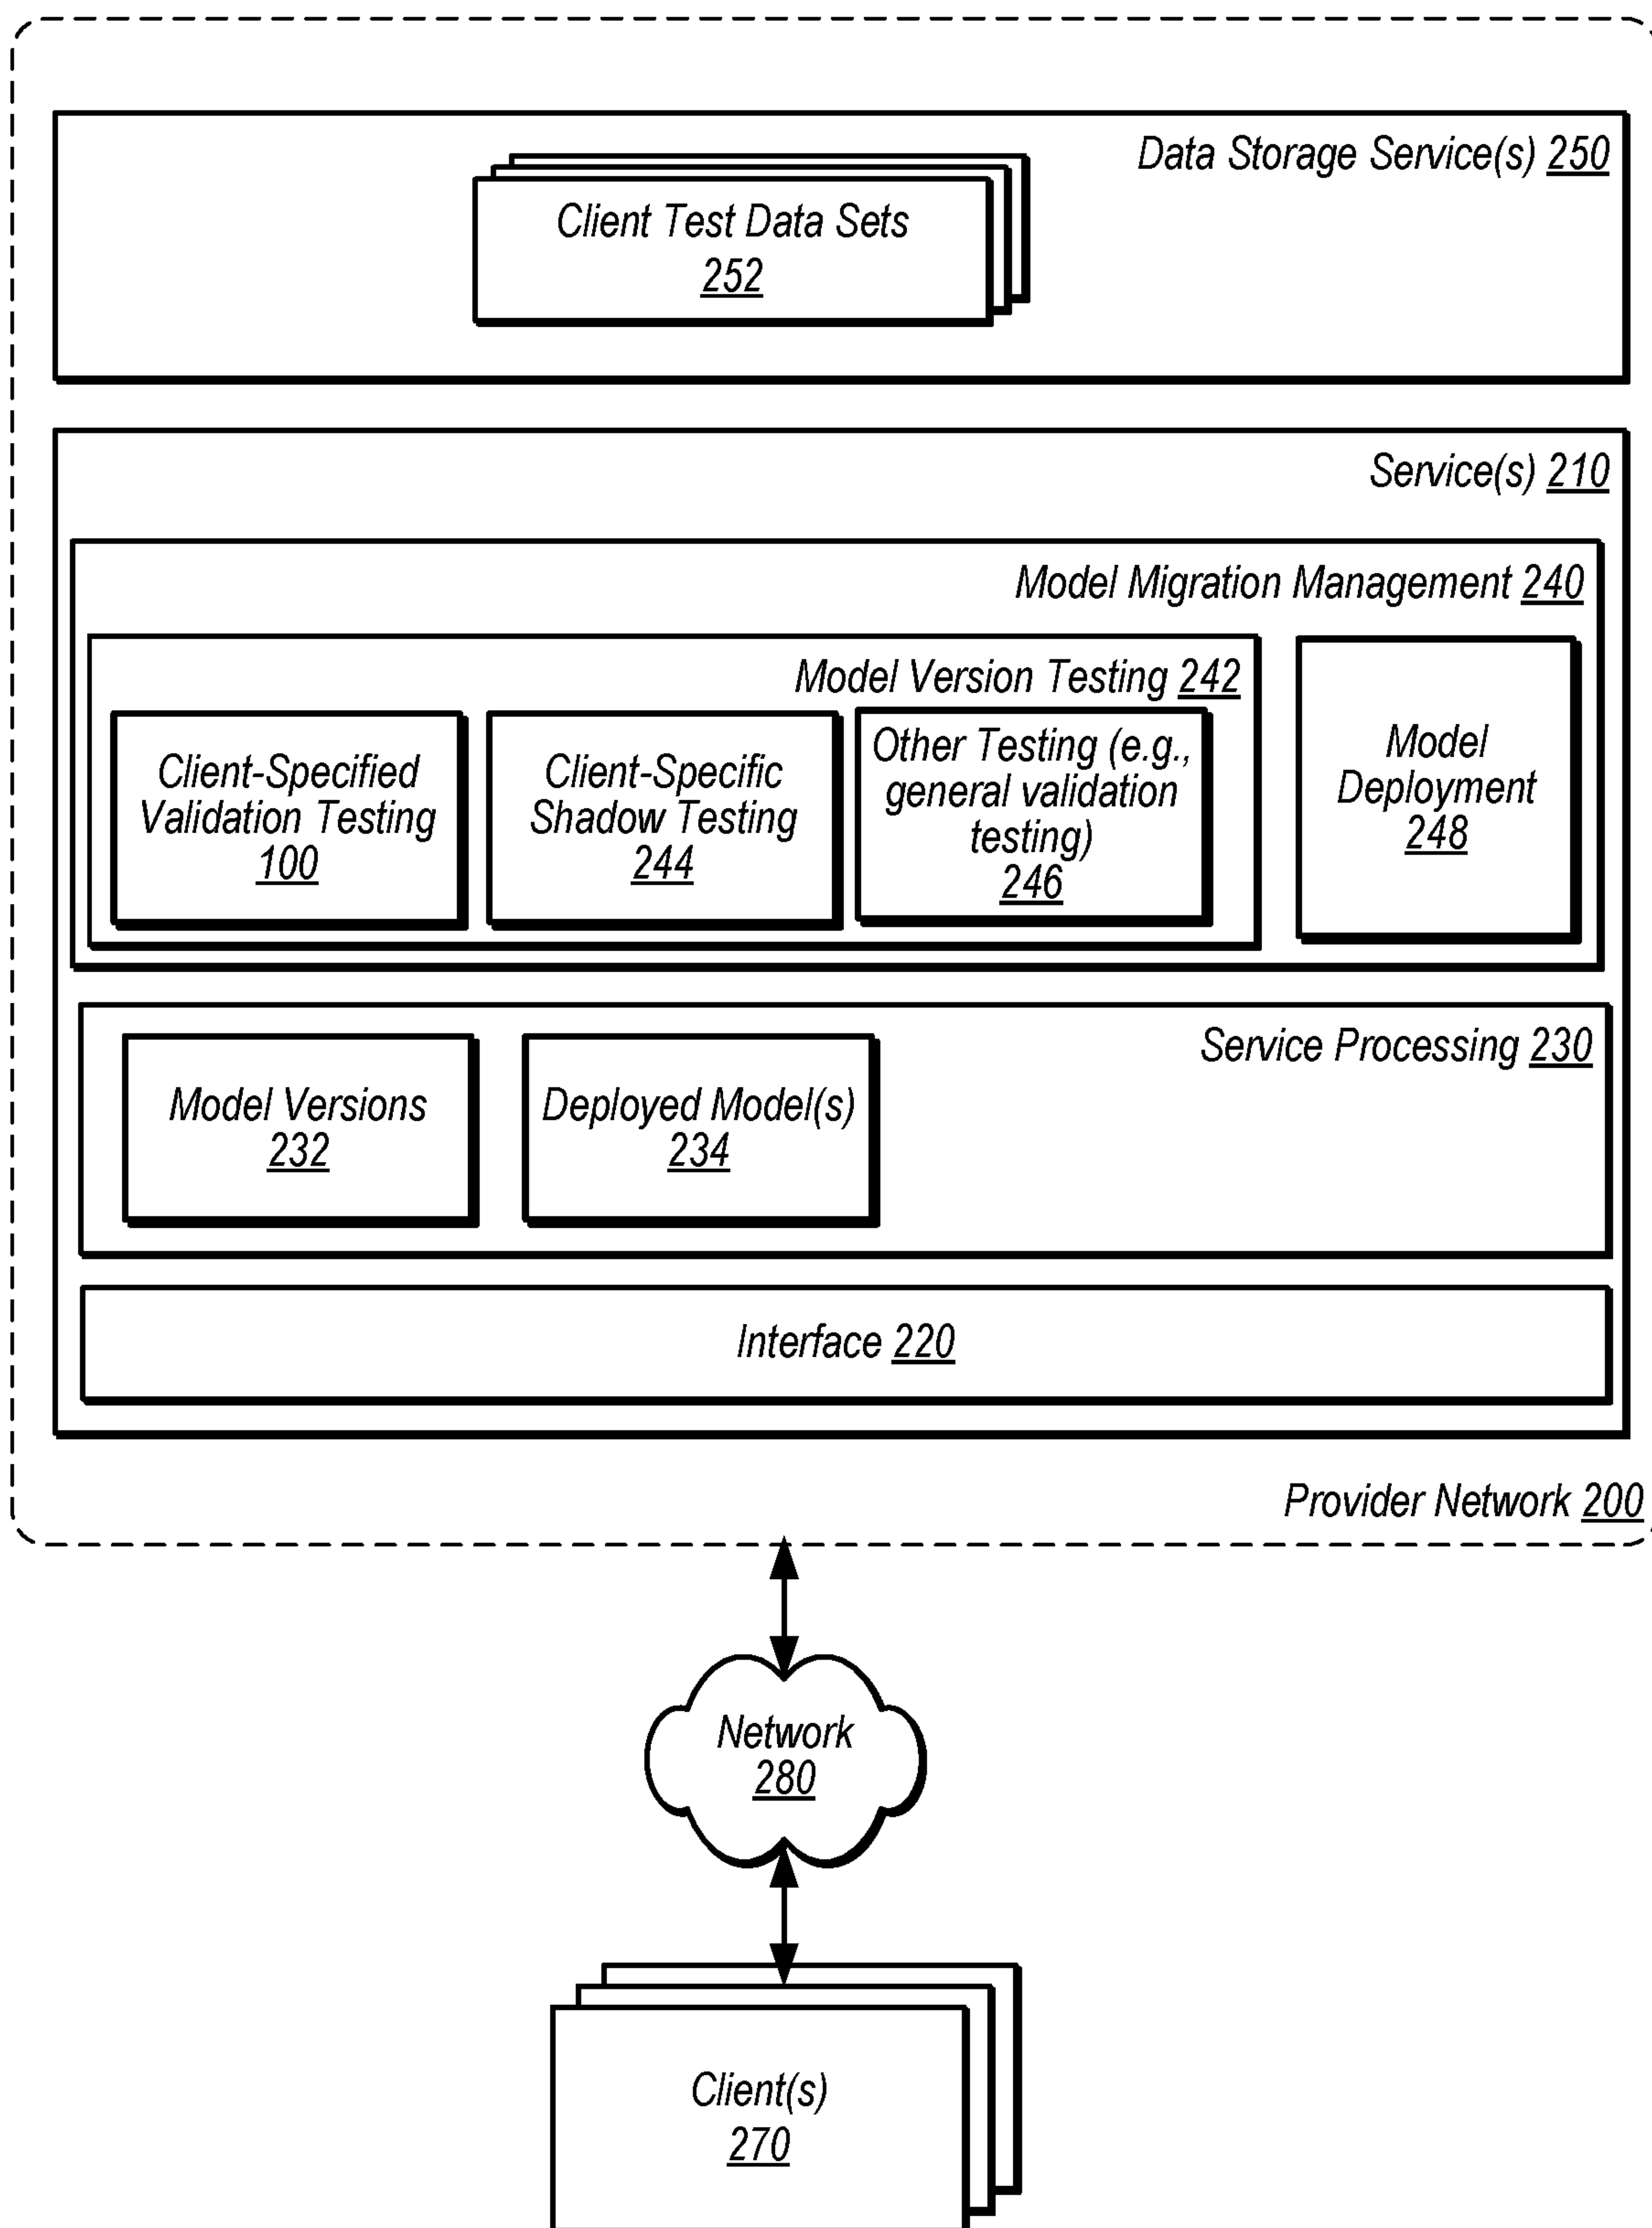 Data Storage Service(s) 250
Client Test Data Sets
252
Service(s) 210
Model Migration Management 240
Model Version Testing 242
Client-Specified
Validation Testing
100
Client-Specific
Shadow Testing
244
Other Testing (e.g.,
general validation
testing)
246
Model
Deployment
248
Service Processing 230
Model Versions
232
Deployed Model(s)
234
Interface 220
Provider Network 200
Network
280
Client(s)
270